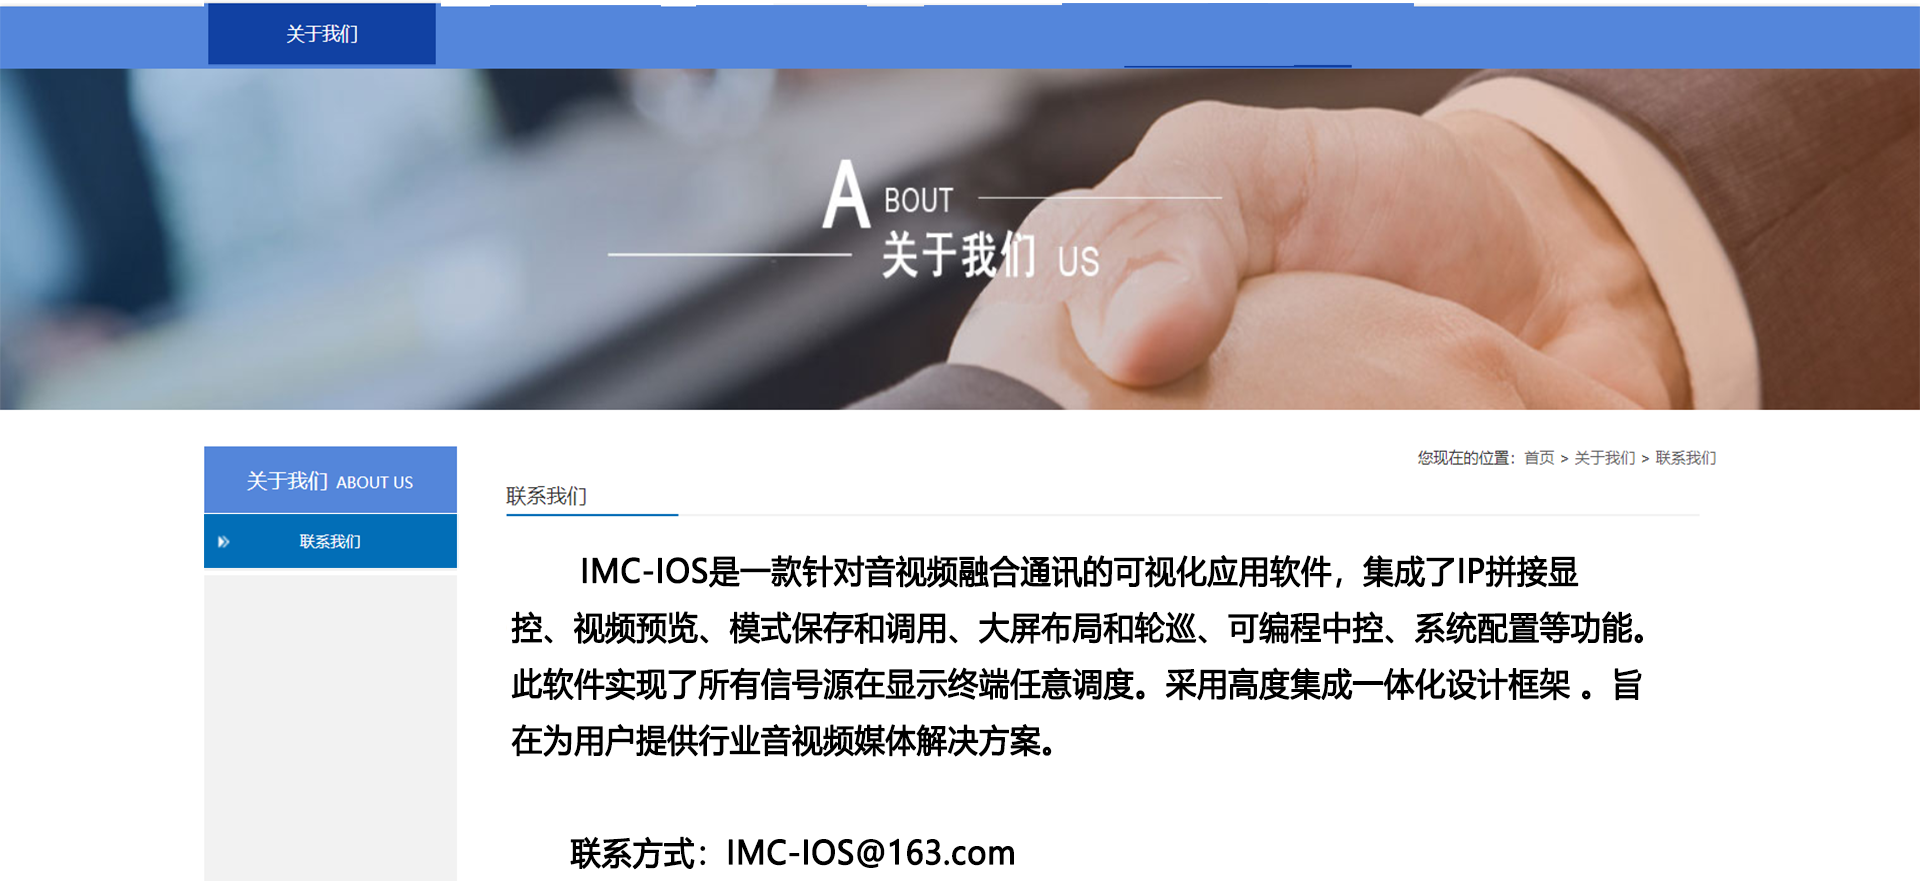 关于我们
A BOUT
关于我们 US
关于我们 ABOUT US
联系我们
您现在的位置：首页 > 关于我们 > 联系我们
联系我们
IMC-IOS是一款针对音视频融合通讯的可视化应用软件，集成了IP拼接显
控、视频预览、模式保存和调用、大屏布局和轮巡、可编程中控、系统配置等功能。
此软件实现了所有信号源在显示终端任意调度。采用高度集成一体化设计框架 。旨
在为用户提供行业音视频媒体解决方案。
联系方式：IMC-IOS@163.com